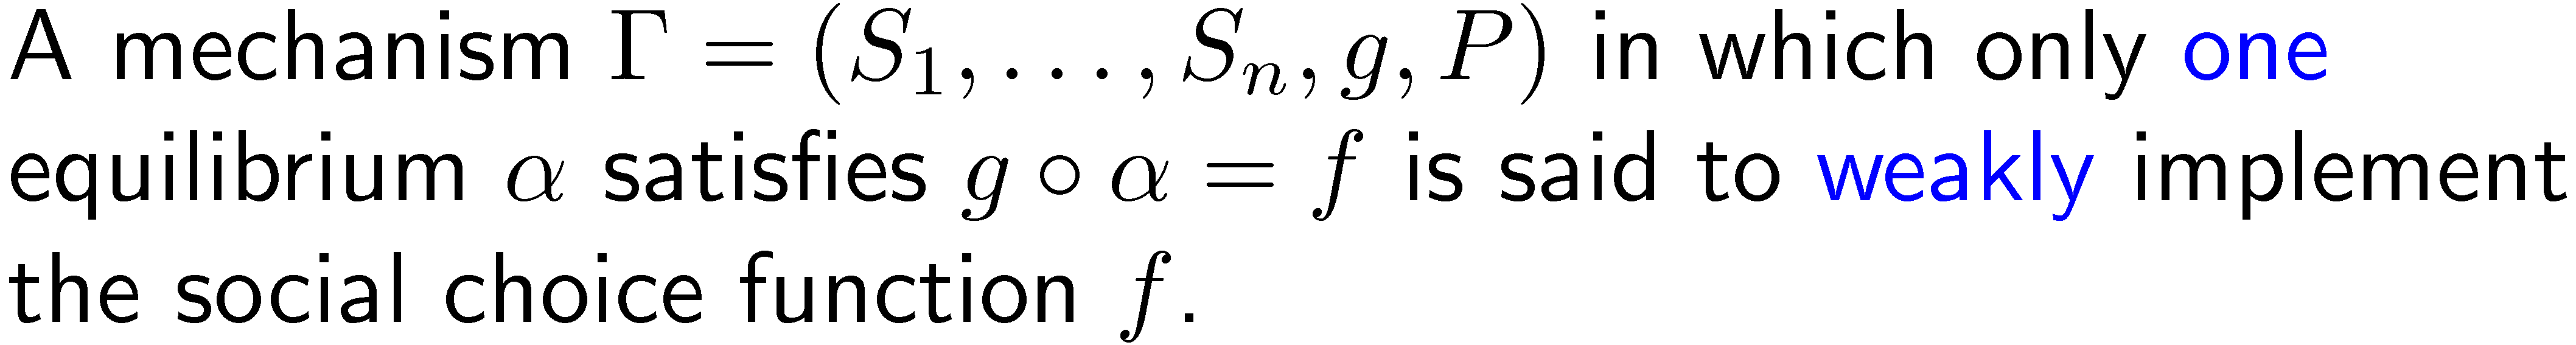 A mechanism Γ = (S₁, . . . , Sₙ, g, P) in which only one
equilibrium α satisfies g ∘ α = f is said to weakly implement
the social choice function f.